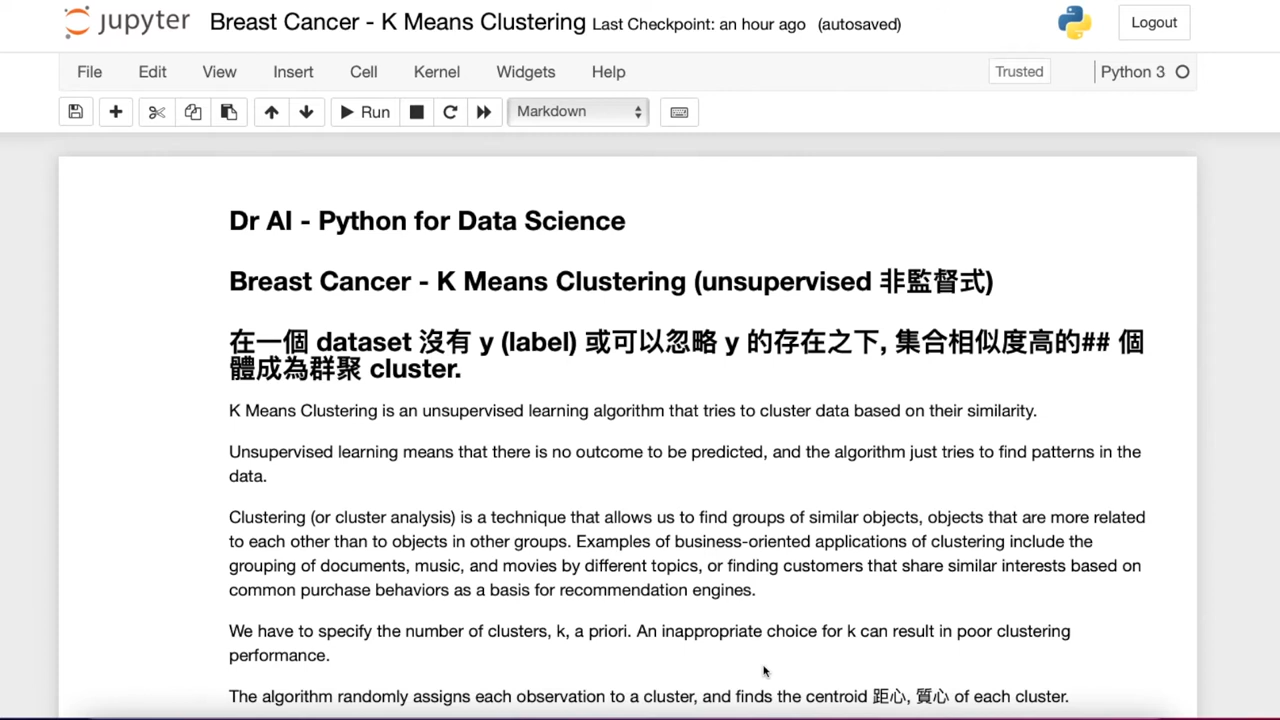 jupyter Breast Cancer - K Means Clustering Last Checkpoint: an hour ago (autosaved) Logout
File Edit View Insert Cell Kernel Widgets Help Trusted Python 3
Run Markdown
Dr AI - Python for Data Science
Breast Cancer - K Means Clustering (unsupervised 非監督式)
在一個 dataset 沒有 y (label) 或可以忽略 y 的存在之下, 集合相似度高的## 個
體成為群聚 cluster.
K Means Clustering is an unsupervised learning algorithm that tries to cluster data based on their similarity.
Unsupervised learning means that there is no outcome to be predicted, and the algorithm just tries to find patterns in the
data.
Clustering (or cluster analysis) is a technique that allows us to find groups of similar objects, objects that are more related
to each other than to objects in other groups. Examples of business-oriented applications of clustering include the
grouping of documents, music, and movies by different topics, or finding customers that share similar interests based on
common purchase behaviors as a basis for recommendation engines.
We have to specify the number of clusters, k, a priori. An inappropriate choice for k can result in poor clustering
performance.
The algorithm randomly assigns each observation to a cluster, and finds the centroid 距心, 質心 of each cluster.